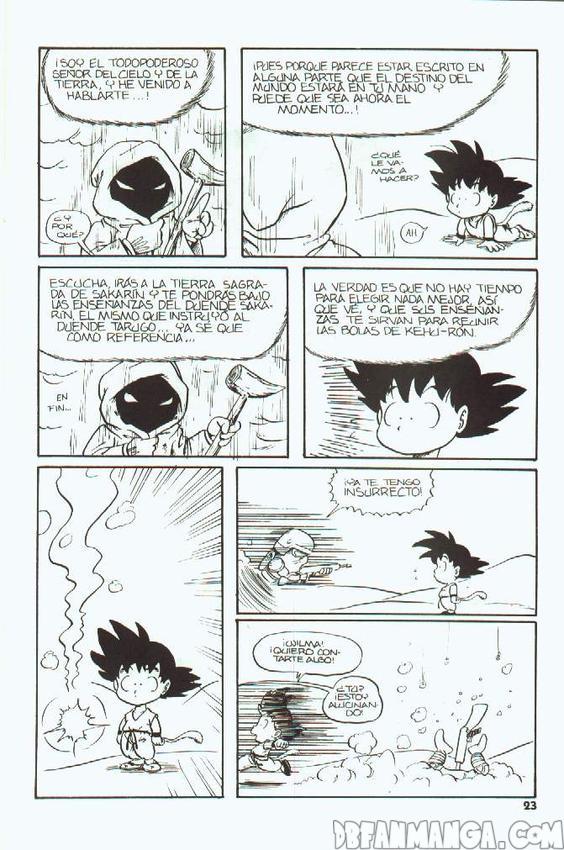 ¡SOY EL TODOPODEROSO
SEÑOR DEL CIELO Y DE LA
TIERRA, Y HE VENIDO A
HABLARTE...!
¿Y
POR
QUÉ?
¡PUES PORQUE PARECE ESTAR ESCRITO EN
ALGUNA PARTE QUE EL DESTINO DEL
MUNDO ESTARÁ EN TU MANO Y
PUEDE QUE SEA AHORA EL
MOMENTO...!
¿QUÉ
LE VA-
MOS A
HACER?
AH
ESCUCHA, IRÁS A LA TIERRA SAGRA-
DA DE SAKARÍN Y TE PONDRÁS BAJO
LAS ENSEÑANZAS DEL DUENDE SAKA-
RÍN, EL MISMO QUE INSTRUYÓ AL
DUENDE TARUGO... YA SÉ QUE
COMO REFERENCIA...
EN
FIN...
LA VERDAD ES QUE NO HAY TIEMPO
PARA ELEGIR NADA MEJOR, ASÍ
QUE VE, Y QUE SUS ENSEÑAN-
ZAS TE SIRVAN PARA REUNIR
LAS BOLAS DE KEHU-RÓN.
¡YA TE TENGO
INSURRECTO!
¡WILMA!
¡QUIERO CON-
TARTE ALGO!
¿TÚ?
¡ESTOY
ALUCINAN-
DO!
23
DBFANMANGA.COM